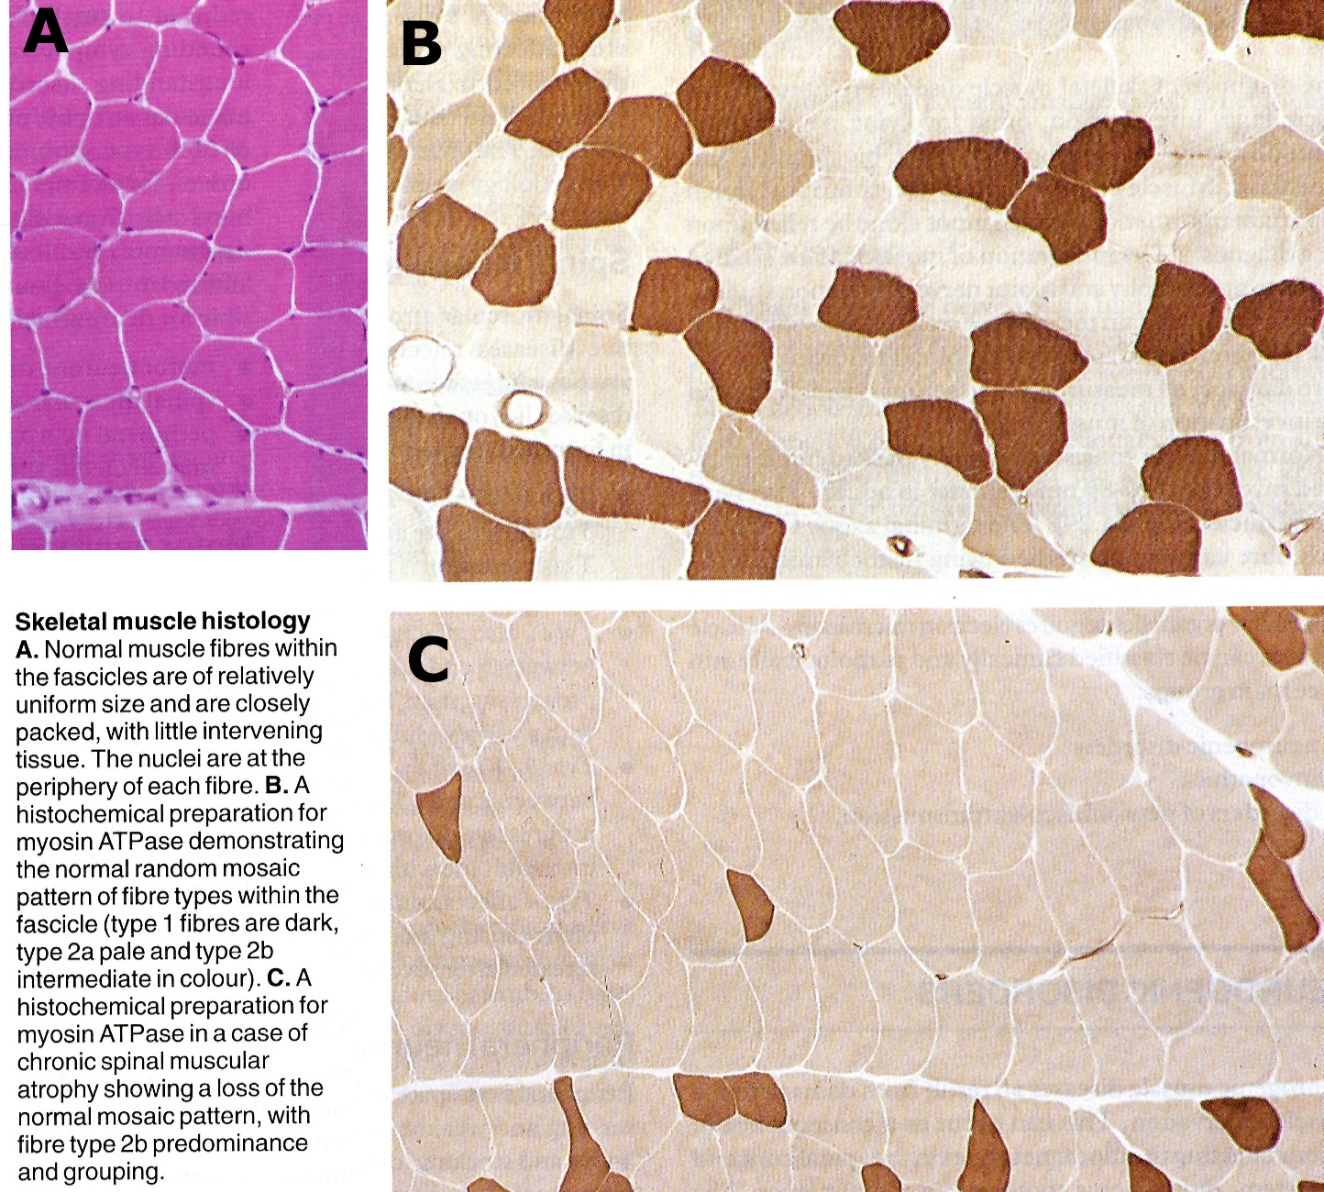 A
B
C
Skeletal muscle histology
A. Normal muscle fibres within
the fascicles are of relatively
uniform size and are closely
packed, with little intervening
tissue. The nuclei are at the
periphery of each fibre. B. A
histochemical preparation for
myosin ATPase demonstrating
the normal random mosaic
pattern of fibre types within the
fascicle (type 1 fibres are dark,
type 2a pale and type 2b
intermediate in colour). C. A
histochemical preparation for
myosin ATPase in a case of
chronic spinal muscular
atrophy showing a loss of the
normal mosaic pattern, with
fibre type 2b predominance
and grouping.